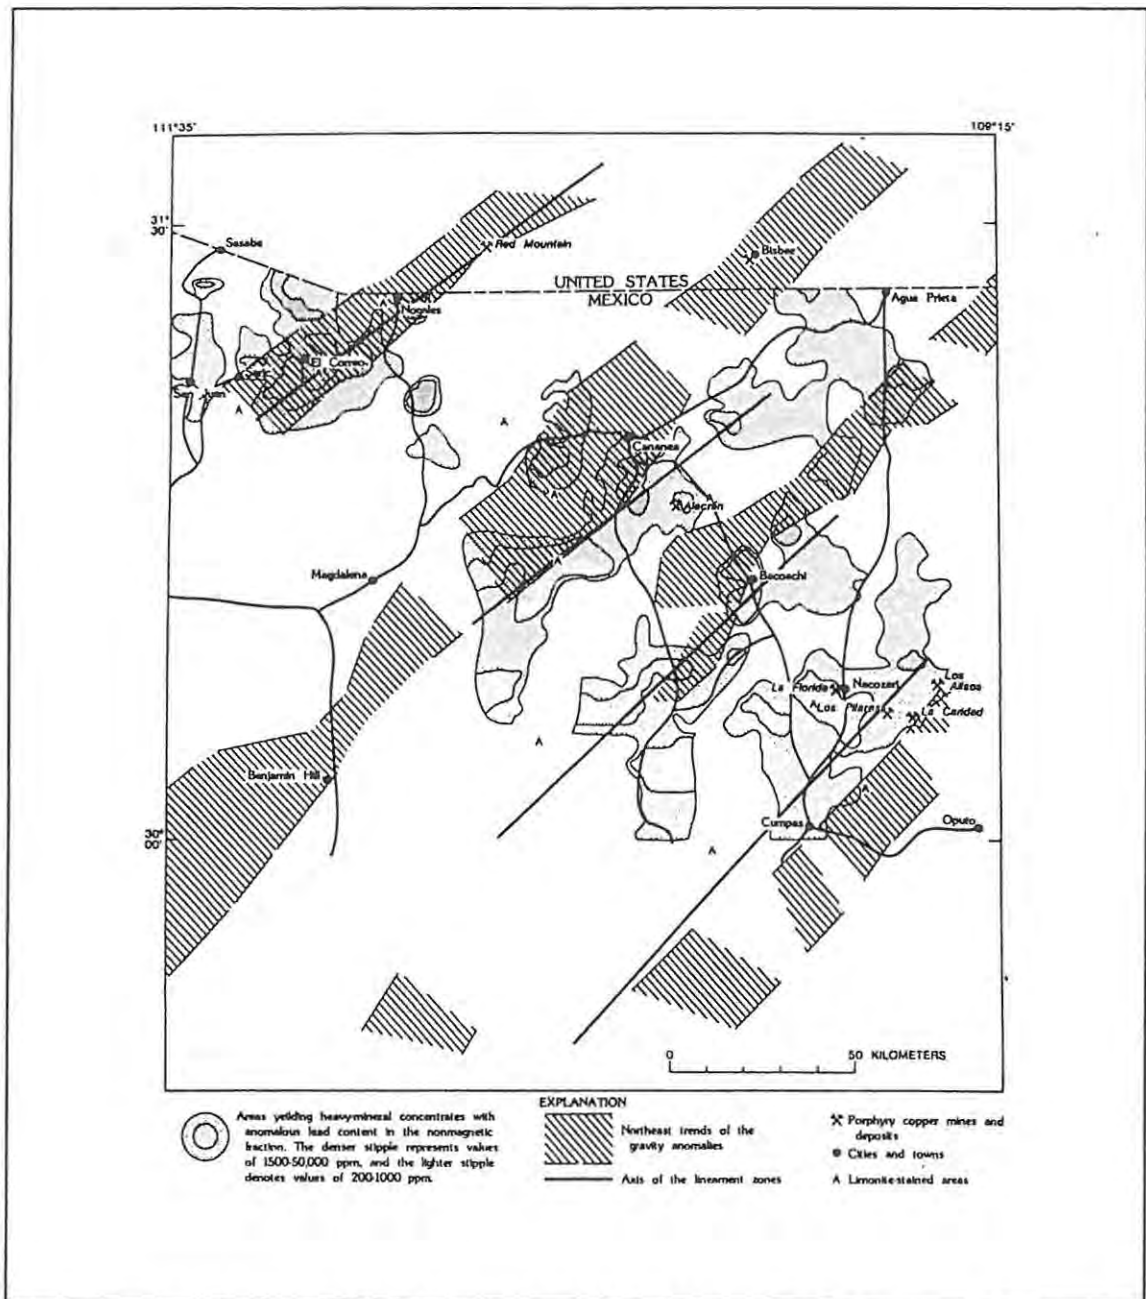 111°35'
109°15'
31°
30'
Sasabe
Red Mountain
Bisbee
UNITED STATES
MEXICO
Nogales
Agua Prieta
El Correo
Saric
San Juan
A
A
A
Cananea
A
Alacrán
A
Magdalena
Bacoachi
La Florida
Nacozari
Los
Alisos
A
Los Pilares
La Caridad
A
Benjamin Hill
A
30°
00'
Cumpas
Oputo
A
0
50 KILOMETERS
EXPLANATION
Areas yeilding heavy-mineral concentrates with
anomalous lead content in the nonmagnetic
fraction. The denser stipple represents values
of 1500-50,000 ppm, and the lighter stipple
denotes values of 200-1000 ppm.
Northeast trends of the
gravity anomalies
Axis of the lineament zones
Porphyry copper mines and
deposits
Cities and towns
A Limonite-stained areas